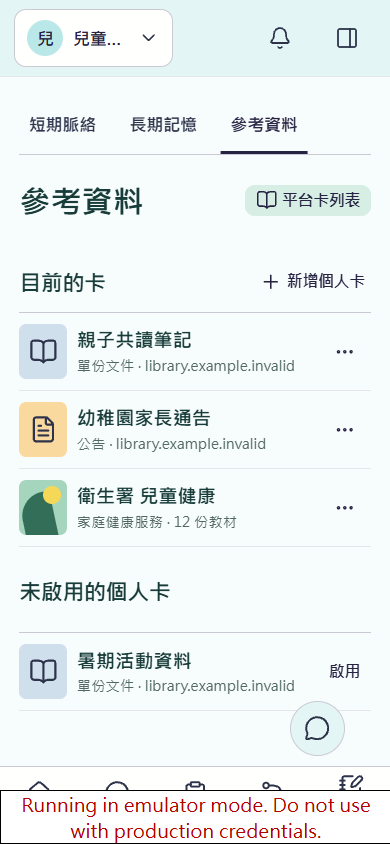 兒 兒童...
短期脈絡 長期記憶 參考資料
參考資料 平台卡列表
目前的卡 新增個人卡
親子共讀筆記
單份文件 · library.example.invalid
幼稚園家長通告
公告 · library.example.invalid
衛生署 兒童健康
家庭健康服務 · 12 份教材
未啟用的個人卡
暑期活動資料 啟用
單份文件 · library.example.invalid
Running in emulator mode. Do not use
with production credentials.